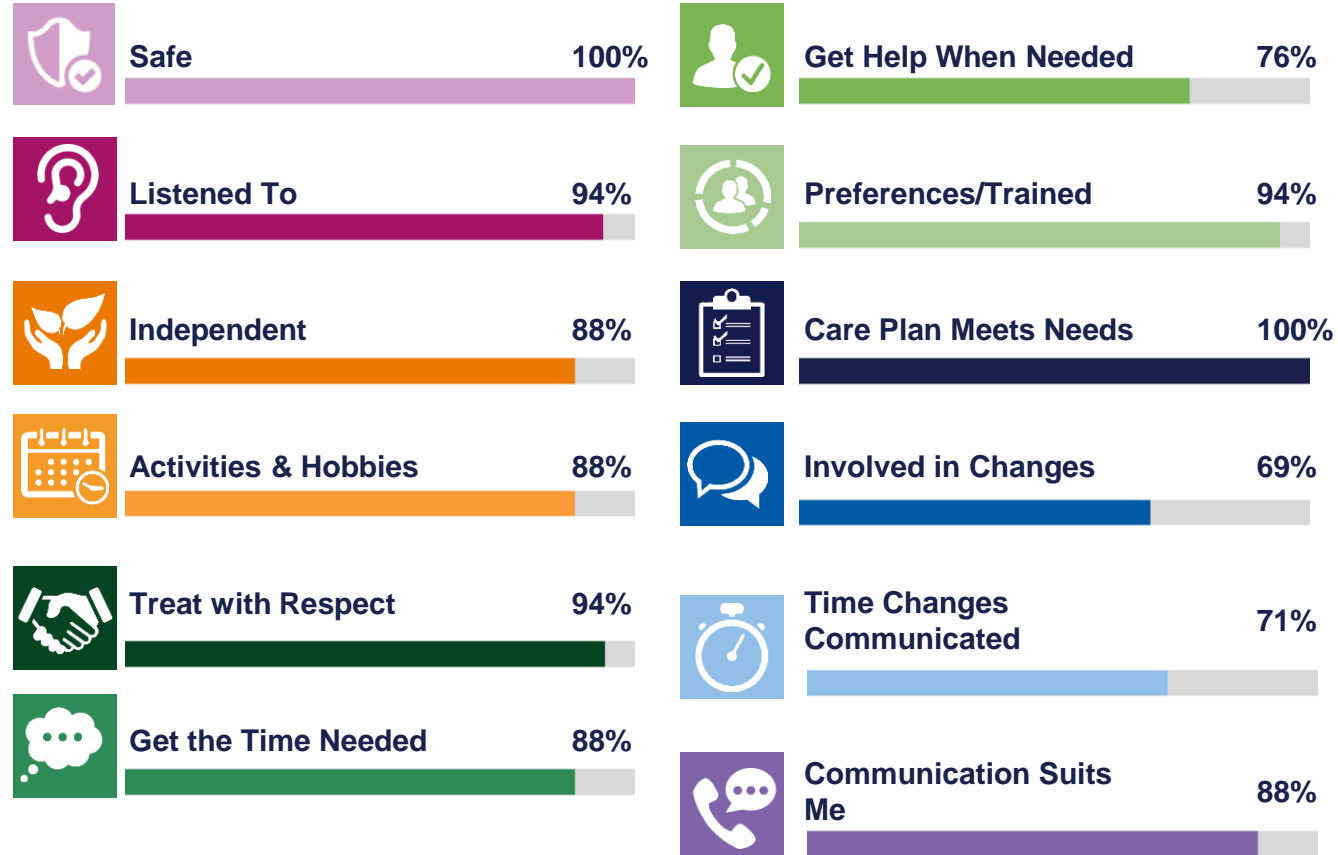 Safe 100%
Listened To 94%
Independent 88%
Activities & Hobbies 88%
Treat with Respect 94%
Get the Time Needed 88%
Get Help When Needed 76%
Preferences/Trained 94%
Care Plan Meets Needs 100%
Involved in Changes 69%
Time Changes
Communicated 71%
Communication Suits
Me 88%